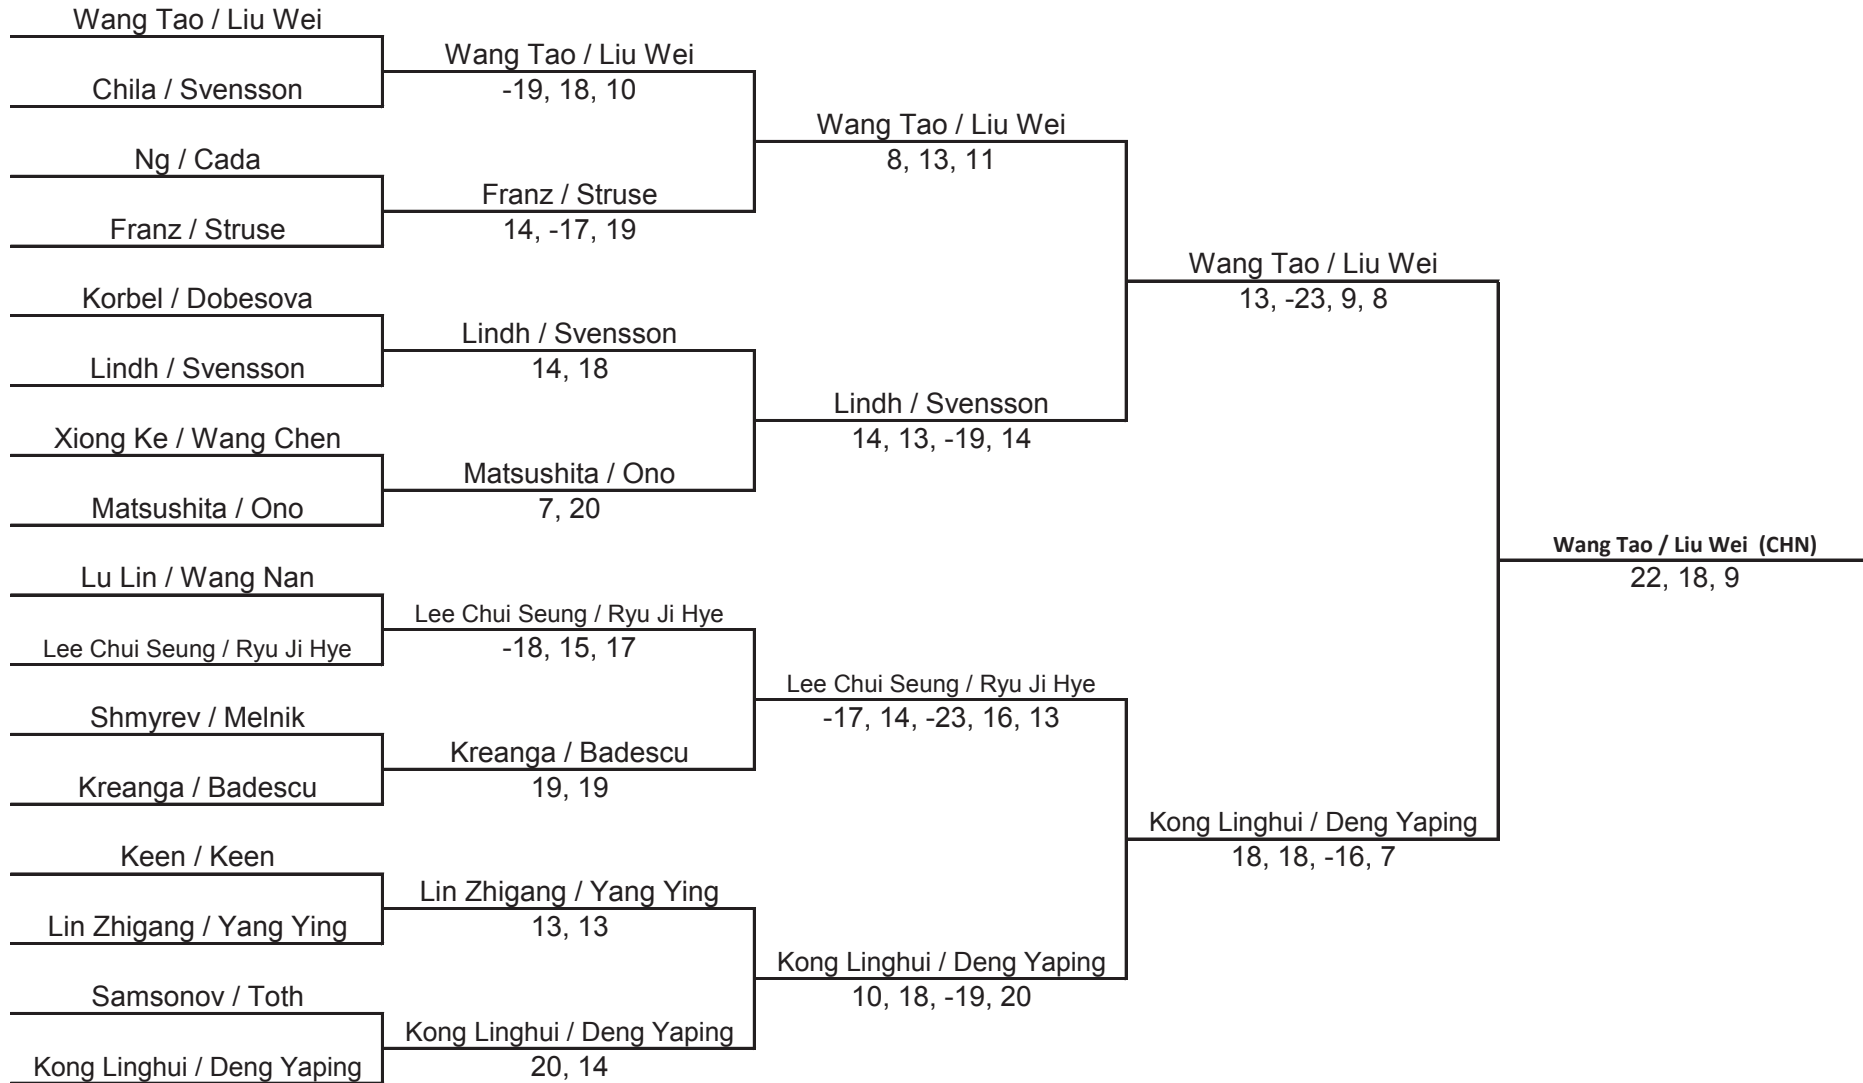 Wang Tao / Liu Wei
Chila / Svensson
Ng / Cada
Franz / Struse
Korbel / Dobesova
Lindh / Svensson
Xiong Ke / Wang Chen
Matsushita / Ono
Lu Lin / Wang Nan
Lee Chui Seung / Ryu Ji Hye
Shmyrev / Melnik
Kreanga / Badescu
Keen / Keen
Lin Zhigang / Yang Ying
Samsonov / Toth
Kong Linghui / Deng Yaping
Wang Tao / Liu Wei
-19, 18, 10
Franz / Struse
14, -17, 19
Lindh / Svensson
14, 18
Matsushita / Ono
7, 20
Lee Chui Seung / Ryu Ji Hye
-18, 15, 17
Kreanga / Badescu
19, 19
Lin Zhigang / Yang Ying
13, 13
Kong Linghui / Deng Yaping
20, 14
Wang Tao / Liu Wei
8, 13, 11
Lindh / Svensson
14, 13, -19, 14
Lee Chui Seung / Ryu Ji Hye
-17, 14, -23, 16, 13
Kong Linghui / Deng Yaping
10, 18, -19, 20
Wang Tao / Liu Wei
13, -23, 9, 8
Kong Linghui / Deng Yaping
18, 18, -16, 7
Wang Tao / Liu Wei (CHN)
22, 18, 9